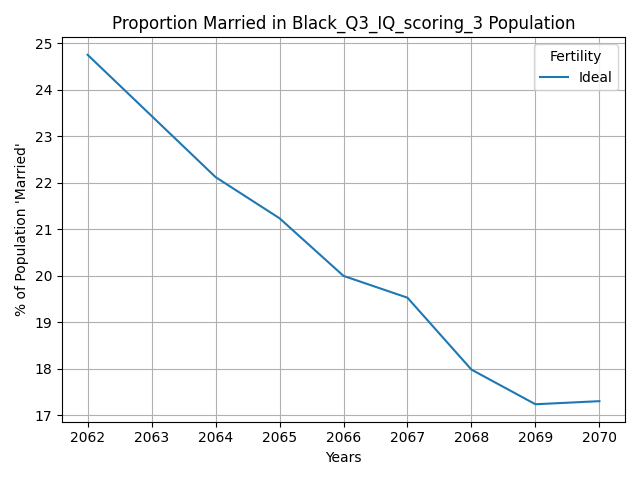 Proportion Married in Black_Q3_IQ_scoring_3 Population
Fertility
Ideal
% of Population 'Married'
25
24
23
22
21
20
19
18
17
2062 2063 2064 2065 2066 2067 2068 2069 2070
Years